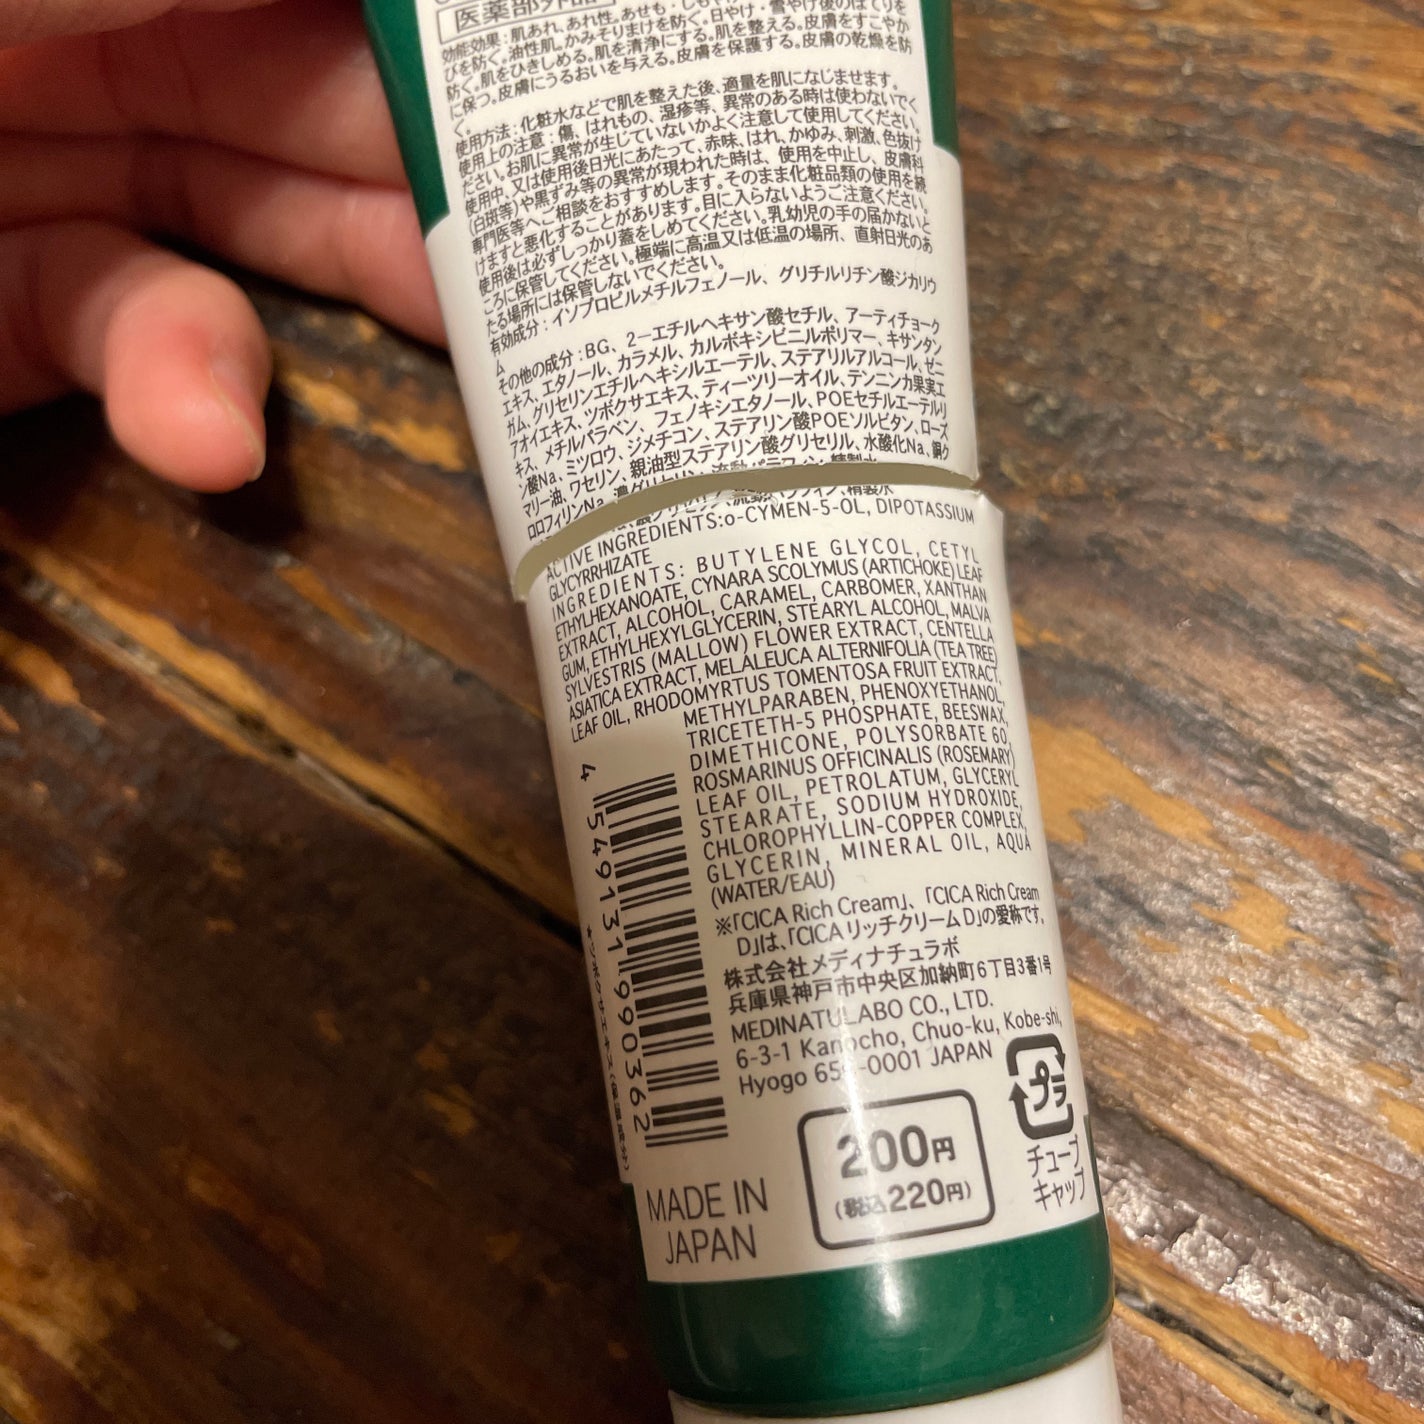 医薬部外品
効能効果：肌あれ、あれ性。あせも・しもや
びを防ぐ。油性肌。かみそりまけを防ぐ。日やけ・雪やけ後のほてりを
防ぐ。肌をひきしめる。肌を清浄にする。肌を整える。皮膚をすこやか
に保つ。皮膚にうるおいを与える。皮膚を保護する。皮膚の乾燥を防
ぐ。
使用方法：化粧水などで肌を整えた後、適量を肌になじませます。
使用上の注意：傷、はれもの、湿疹等、異常のある時は使わないでく
ださい。お肌に異常が生じていないかよく注意して使用してください。
使用中、又は使用後日光にあたって、赤味、はれ、かゆみ、刺激、色抜け
(白斑等)や黒ずみ等の異常が現われた時は、使用を中止し、皮膚科
専門医等へご相談をおすすめします。そのまま化粧品類の使用を続
けますと悪化することがあります。目に入らないようご注意ください。
使用後は必ずしっかり蓋をしめてください。乳幼児の手の届かないと
ころに保管してください。極端に高温又は低温の場所、直射日光のあ
たる場所には保管しないでください。
有効成分：イソプロピルメチルフェノール、グリチルリチン酸ジカリウ
ム
その他の成分：BG、2－エチルヘキサン酸セチル、アーティチョーク
エキス、エタノール、カラメル、カルボキシビニルポリマー、キサンタン
ガム、グリセリンエチルヘキシルエーテル、ステアリルアルコール、ゼニ
アオイエキス、ツボクサエキス、ティーツリーオイル、テンニンカ果実エ
キス、メチルパラベン、フェノキシエタノール、POEセチルエーテルリ
ン酸Na、ミツロウ、ジメチコン、ステアリン酸POEソルビタン、ローズ
マリー油、ワセリン、親油型ステアリン酸グリセリル、水酸化Na、銅ク
ロロフィリンNa、濃グリセリン、流動パラフィン、精製水
ACTIVE INGREDIENTS:o-CYMEN-5-OL, DIPOTASSIUM
GLYCYRRHIZATE
INGREDIENTS: BUTYLENE GLYCOL, CETYL
ETHYLHEXANOATE, CYNARA SCOLYMUS (ARTICHOKE) LEAF
EXTRACT, ALCOHOL, CARAMEL, CARBOMER, XANTHAN
GUM, ETHYLHEXYLGLYCERIN, STEARYL ALCOHOL, MALVA
SYLVESTRIS (MALLOW) FLOWER EXTRACT, CENTELLA
ASIATICA EXTRACT, MELALEUCA ALTERNIFOLIA (TEA TREE)
LEAF OIL, RHODOMYRTUS TOMENTOSA FRUIT EXTRACT,
METHYLPARABEN, PHENOXYETHANOL,
TRICETETH-5 PHOSPHATE, BEESWAX,
DIMETHICONE, POLYSORBATE 60,
ROSMARINUS OFFICINALIS (ROSEMARY)
LEAF OIL, PETROLATUM, GLYCERYL
STEARATE, SODIUM HYDROXIDE,
CHLOROPHYLLIN-COPPER COMPLEX,
GLYCERIN, MINERAL OIL, AQUA
(WATER/EAU)
※「CICA Rich Cream」、「CICA Rich Cream
D」は、「CICAリッチクリームD」の愛称です。
株式会社メディナチュラボ
兵庫県神戸市中央区加納町6丁目3番1号
MEDINATULABO CO., LTD.
6-3-1 Kanocho, Chuo-ku, Kobe-shi,
Hyogo 0001 JAPAN
4 549131 990362
*ツボクサエキス(保湿成分)
プラ
チューブ
キャップ
200円
(税込220円)
MADE IN
JAPAN